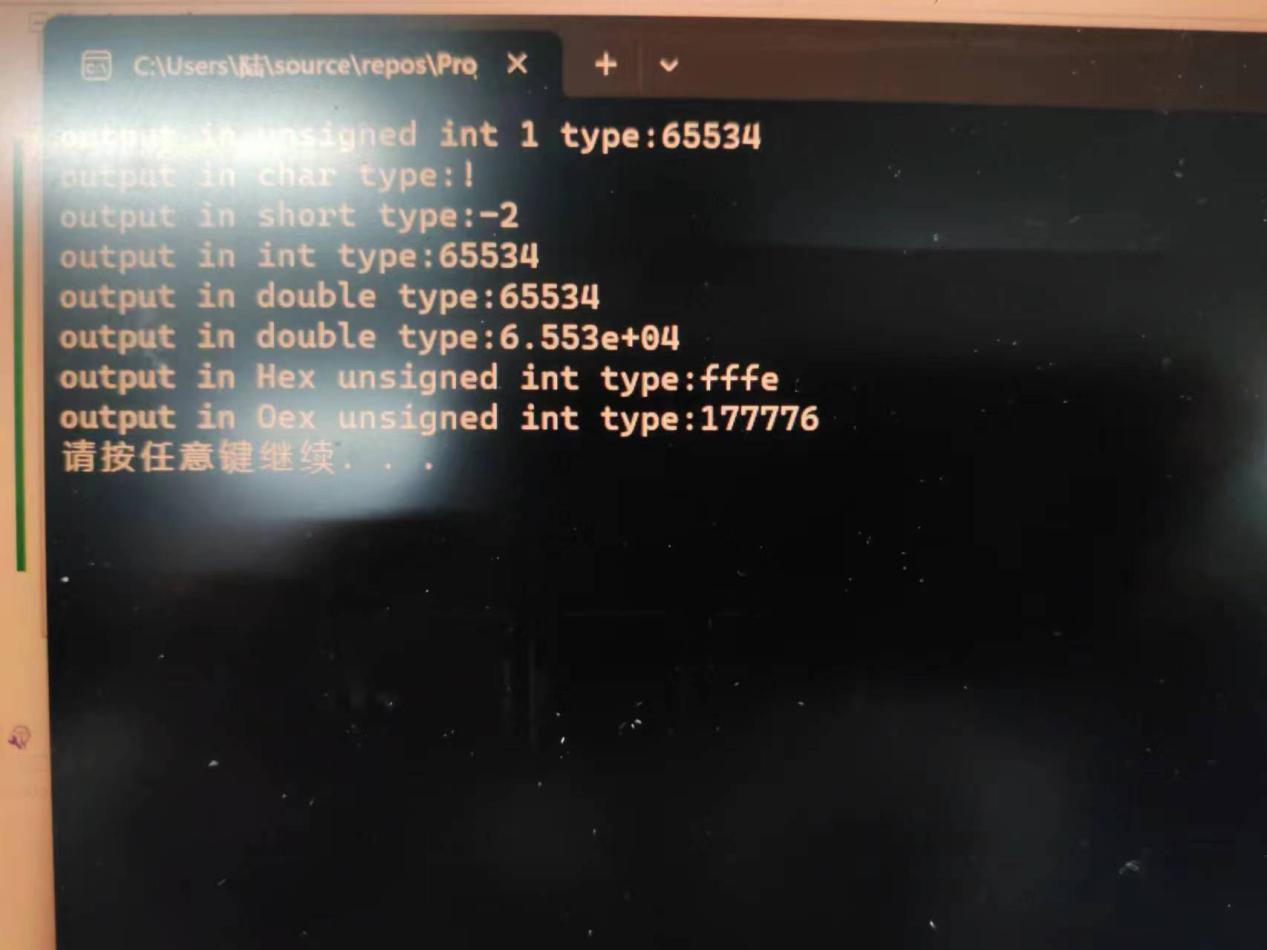 C:\Users\陆\source\repos\Pro
output in unsigned int 1 type:65534
output in char type:!
output in short type:-2
output in int type:65534
output in double type:65534
output in double type:6.553e+04
output in Hex unsigned int type:fffe
output in Oex unsigned int type:177776
请按任意键继续. . .